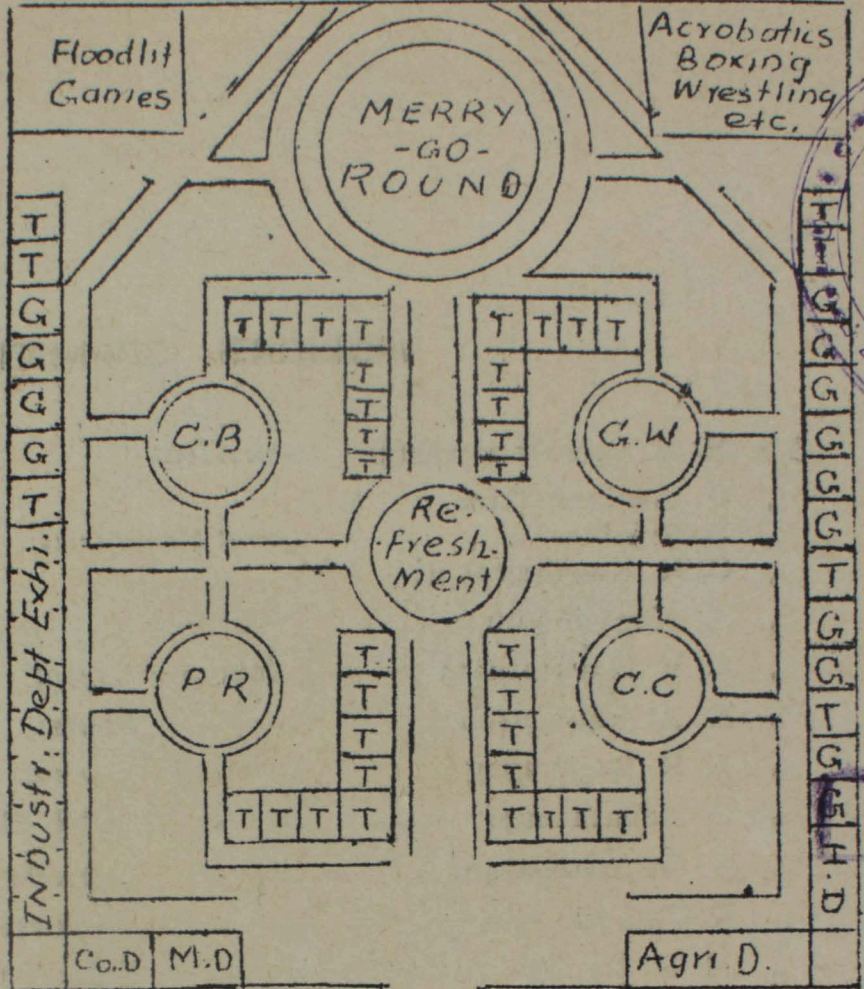 Floodlit
Games
MERRY
-GO-
ROUND
Acrobatics
Boxing
Wrestling
etc.
T
T
G
G
G
G
T
Industr. Dept Exhi.
T T T T
T
T
T
T
T T T T
T
T
T
T
C.B
G.W
Re-
fresh-
ment
P R
C.C
T
T
T
T
T T T T
T
T
T
T
T T T T
T
G
G
G
G
G
G
T
G
G
T
G
G
H.D
Co.D
M.D
Agri D.